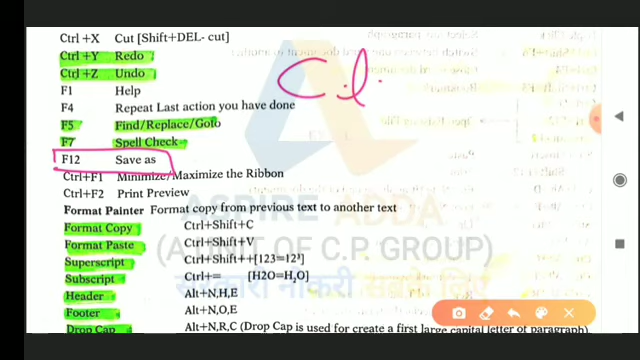 Ctrl +X Cut [Shift+DEL- cut]
Ctrl +Y Redo
Ctrl +Z Undo
F1 Help
F4 Repeat Last action you have done
F5 Find/Replace/Goto
F7 Spell Check
F12 Save as
Ctrl+F1 Minimize/Maximize the Ribbon
Ctrl+F2 Print Preview
Format Painter Format copy from previous text to another text
Format Copy Ctrl+Shift+C
Format Paste Ctrl+Shift+V
Superscript Ctrl+Shift++[123=12³]
Subscript Ctrl+= [H2O=H₂O]
Header Alt+N,H,E
Footer Alt+N,O,E
Drop Cap Alt+N,R,C (Drop Cap is used for create a first large capital letter of paragraph)
ASPIRE ADDA
(A UNIT OF C.P. GROUP)
सरकारी नौकरी सबके लिए